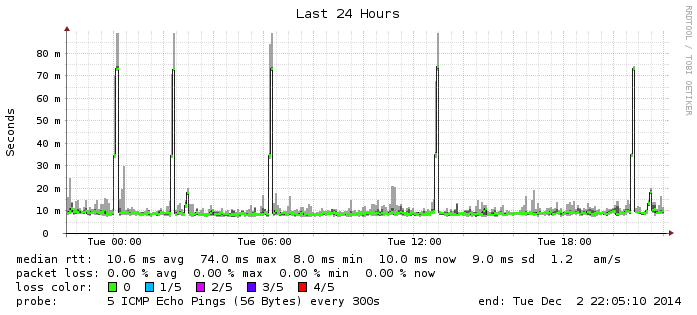 Last 24 Hours
RRDTOOL / TOBI OETIKER
Seconds
80 m
70 m
60 m
50 m
40 m
30 m
20 m
10 m
0
Tue 00:00 Tue 06:00 Tue 12:00 Tue 18:00
median rtt: 10.6 ms avg 74.0 ms max 8.0 ms min 10.0 ms now 9.0 ms sd 1.2 am/s
packet loss: 0.00 % avg 0.00 % max 0.00 % min 0.00 % now
loss color: 0 1/5 2/5 3/5 4/5
probe: 5 ICMP Echo Pings (56 Bytes) every 300s end: Tue Dec 2 22:05:10 2014